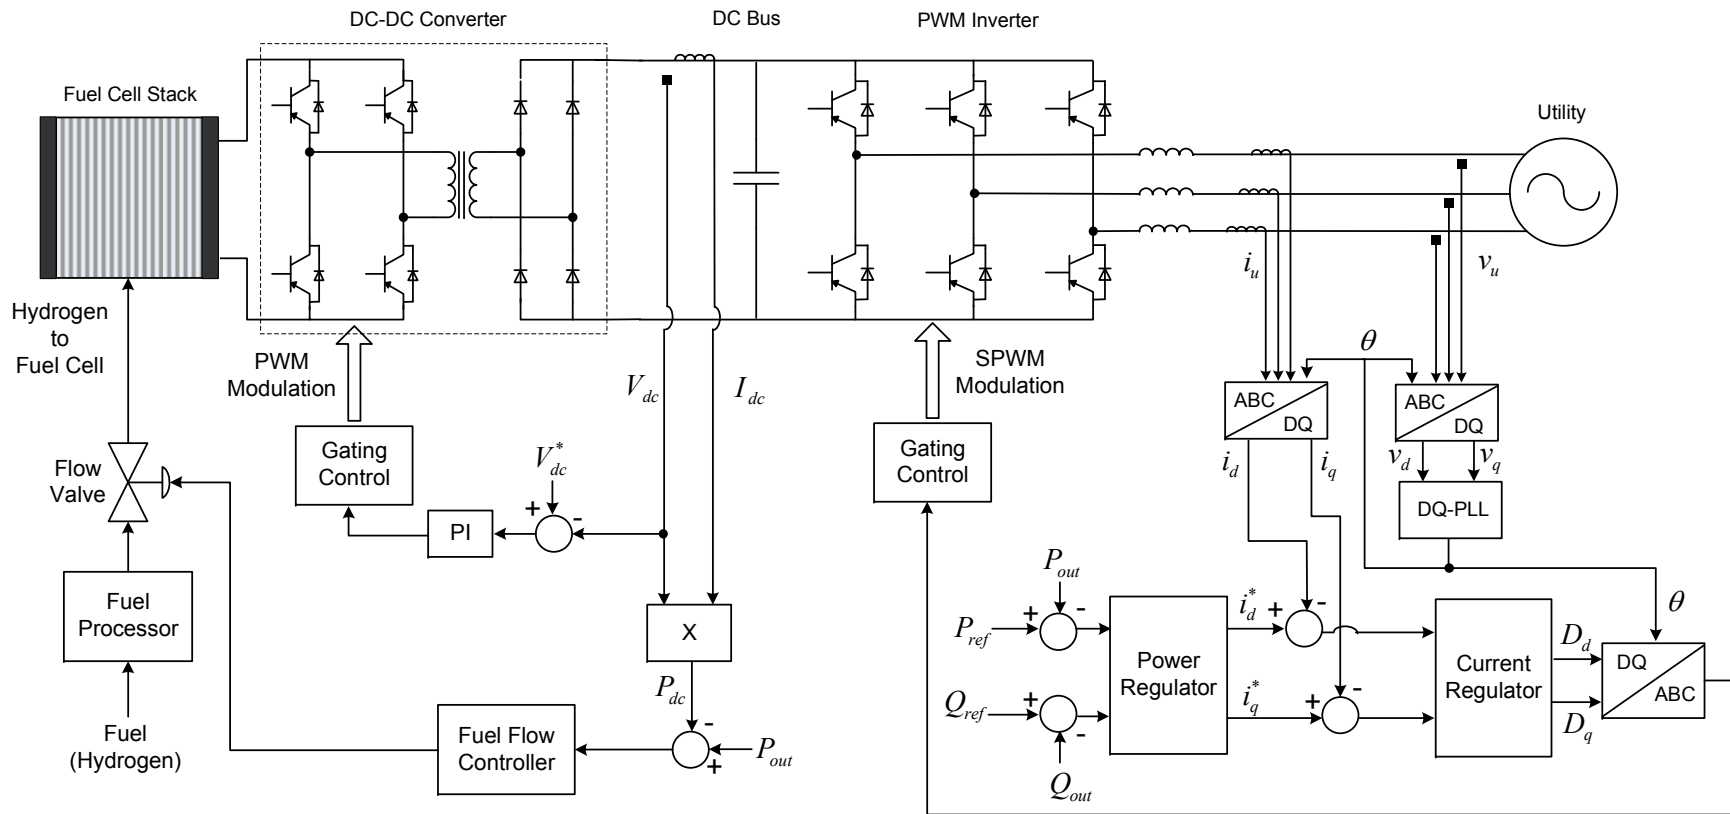 DC-DC Converter
DC Bus
PWM Inverter
Fuel Cell Stack
Utility
i_u
v_u
Hydrogen
to
Fuel Cell
PWM
Modulation
V_dc
I_dc
SPWM
Modulation
θ
ABC
DQ
ABC
DQ
Gating
Control
V*_dc
Gating
Control
i_d
i_q
v_d
v_q
Flow
Valve
+
-
PI
DQ-PLL
P_out
Fuel
Processor
X
P_ref
+
-
i*_d
+
-
θ
Power
Regulator
Current
Regulator
D_d
DQ
ABC
P_dc
Q_ref
+
-
i*_q
+
-
D_q
Fuel
(Hydrogen)
Fuel Flow
Controller
-
+
P_out
Q_out